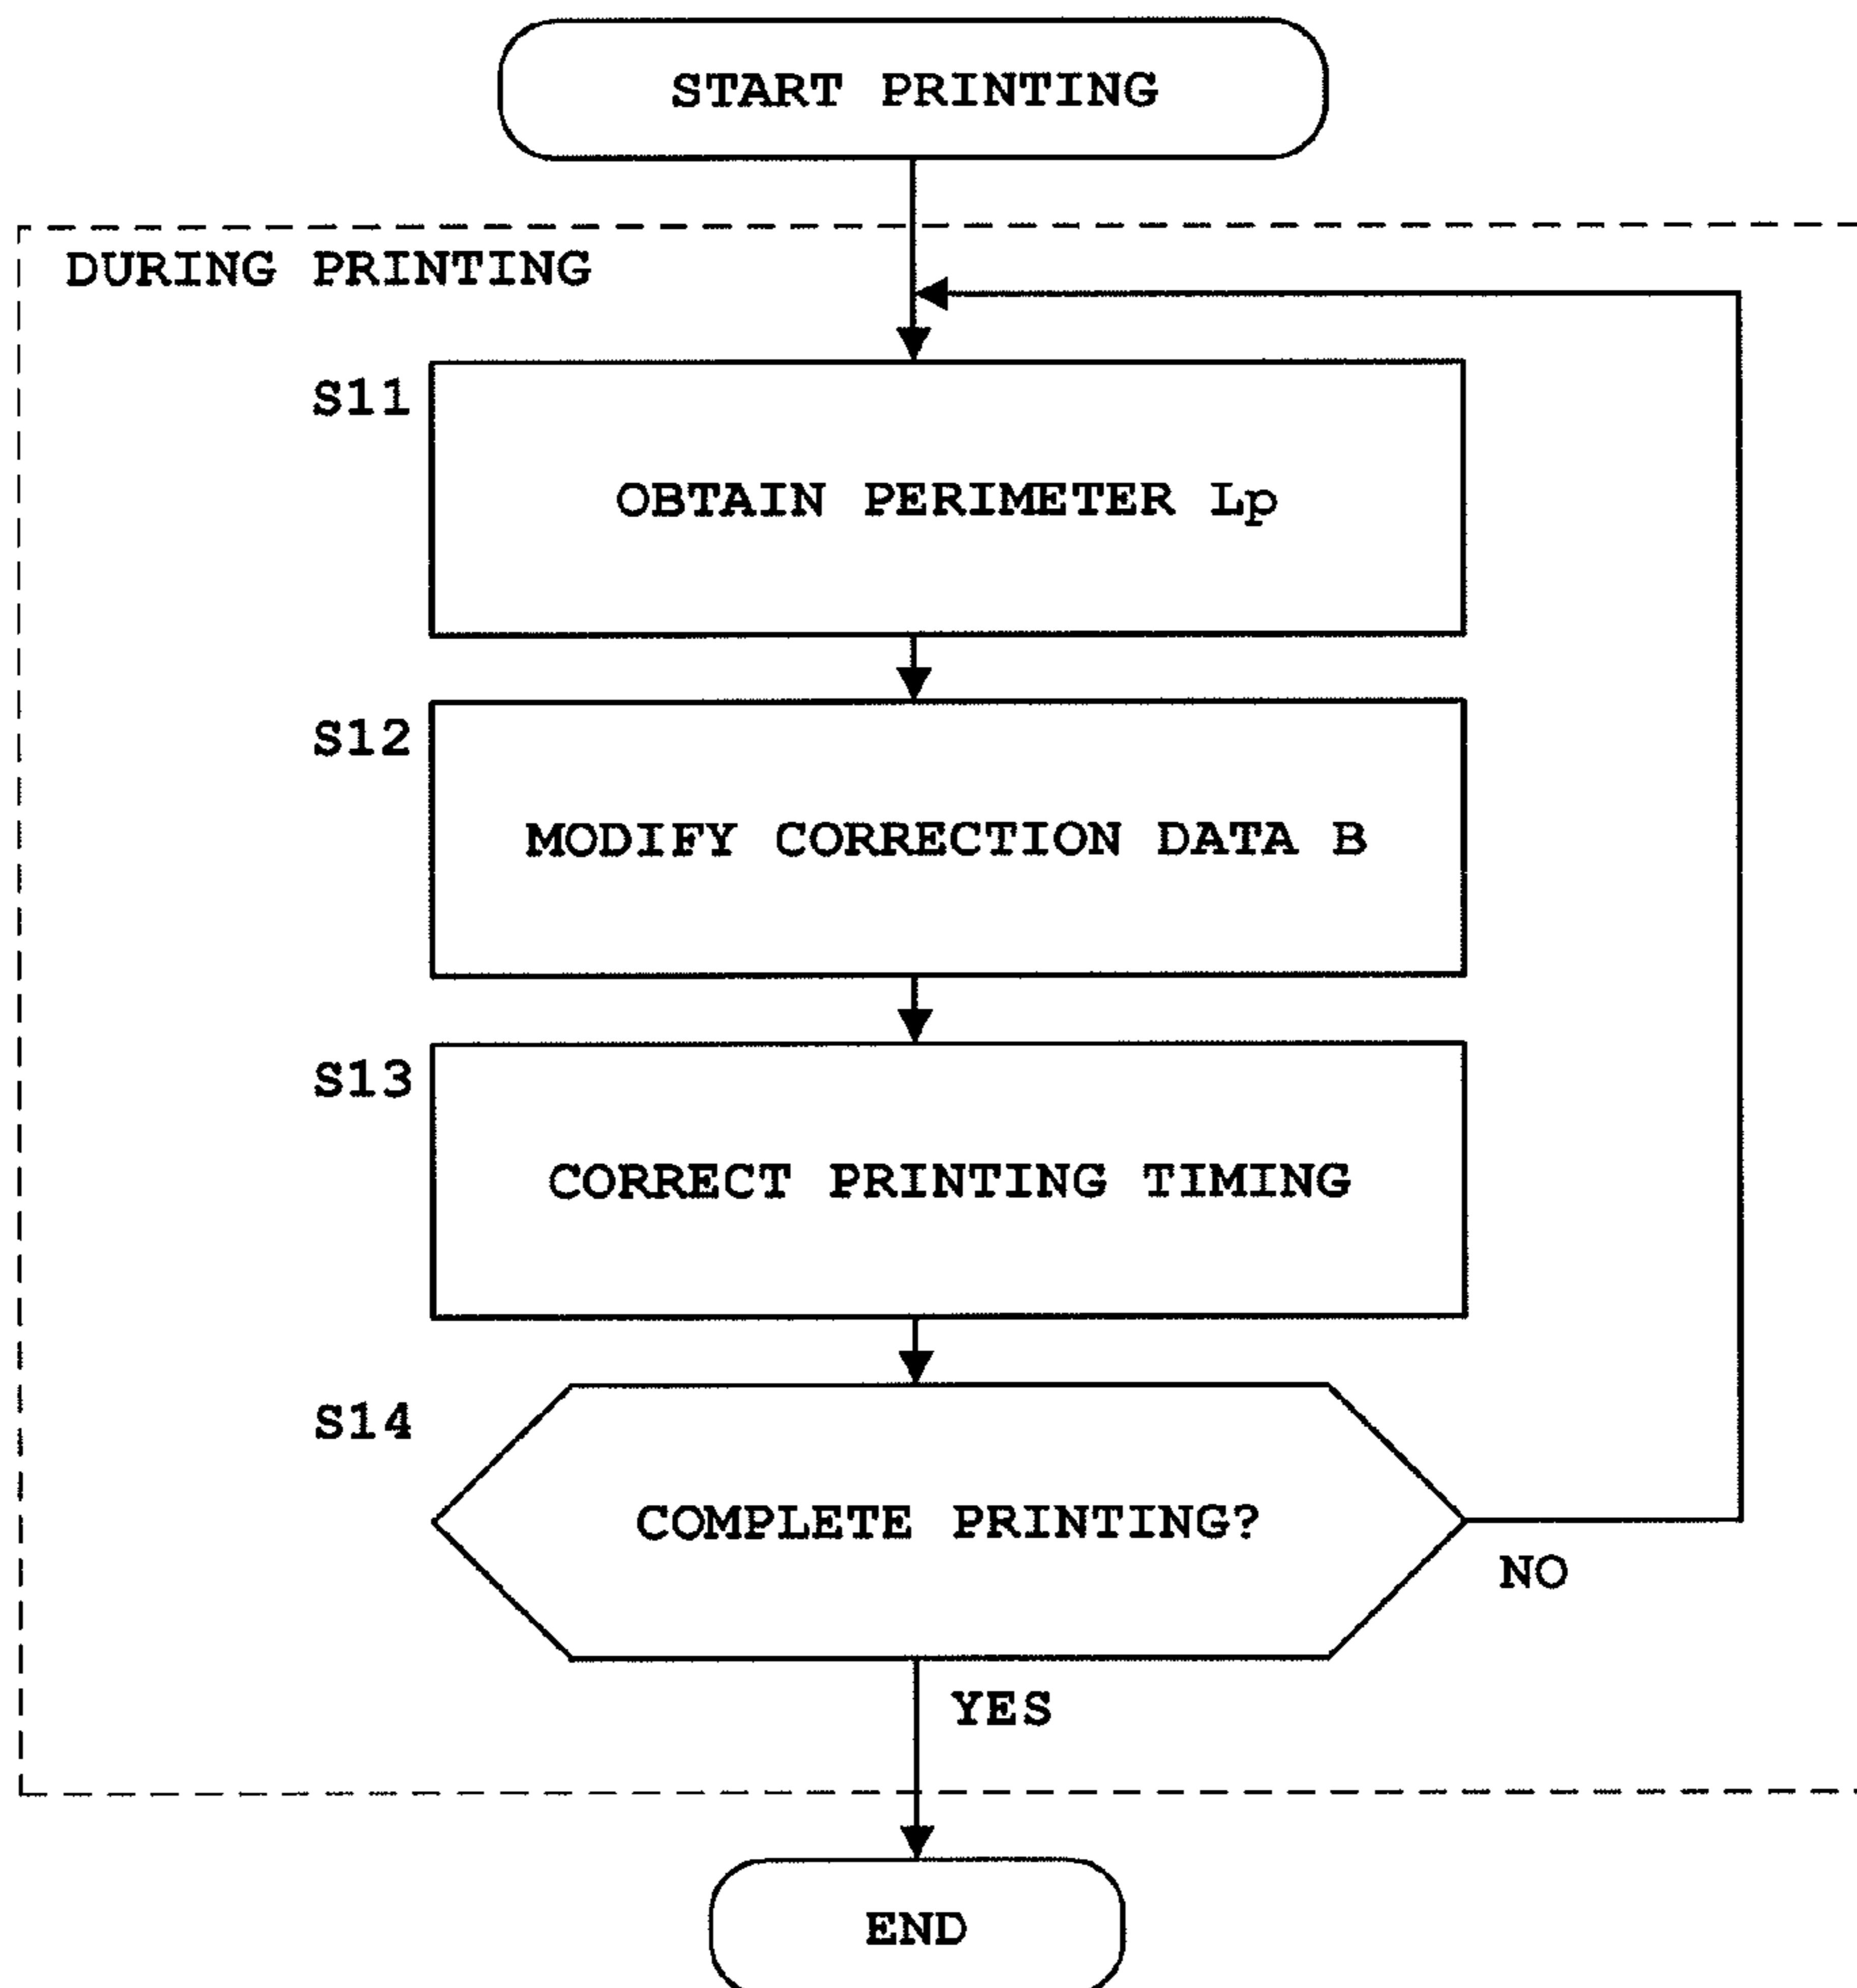 START PRINTING
DURING PRINTING
S11
OBTAIN PERIMETER Lp
S12
MODIFY CORRECTION DATA B
S13
CORRECT PRINTING TIMING
S14
COMPLETE PRINTING?
NO
YES
END